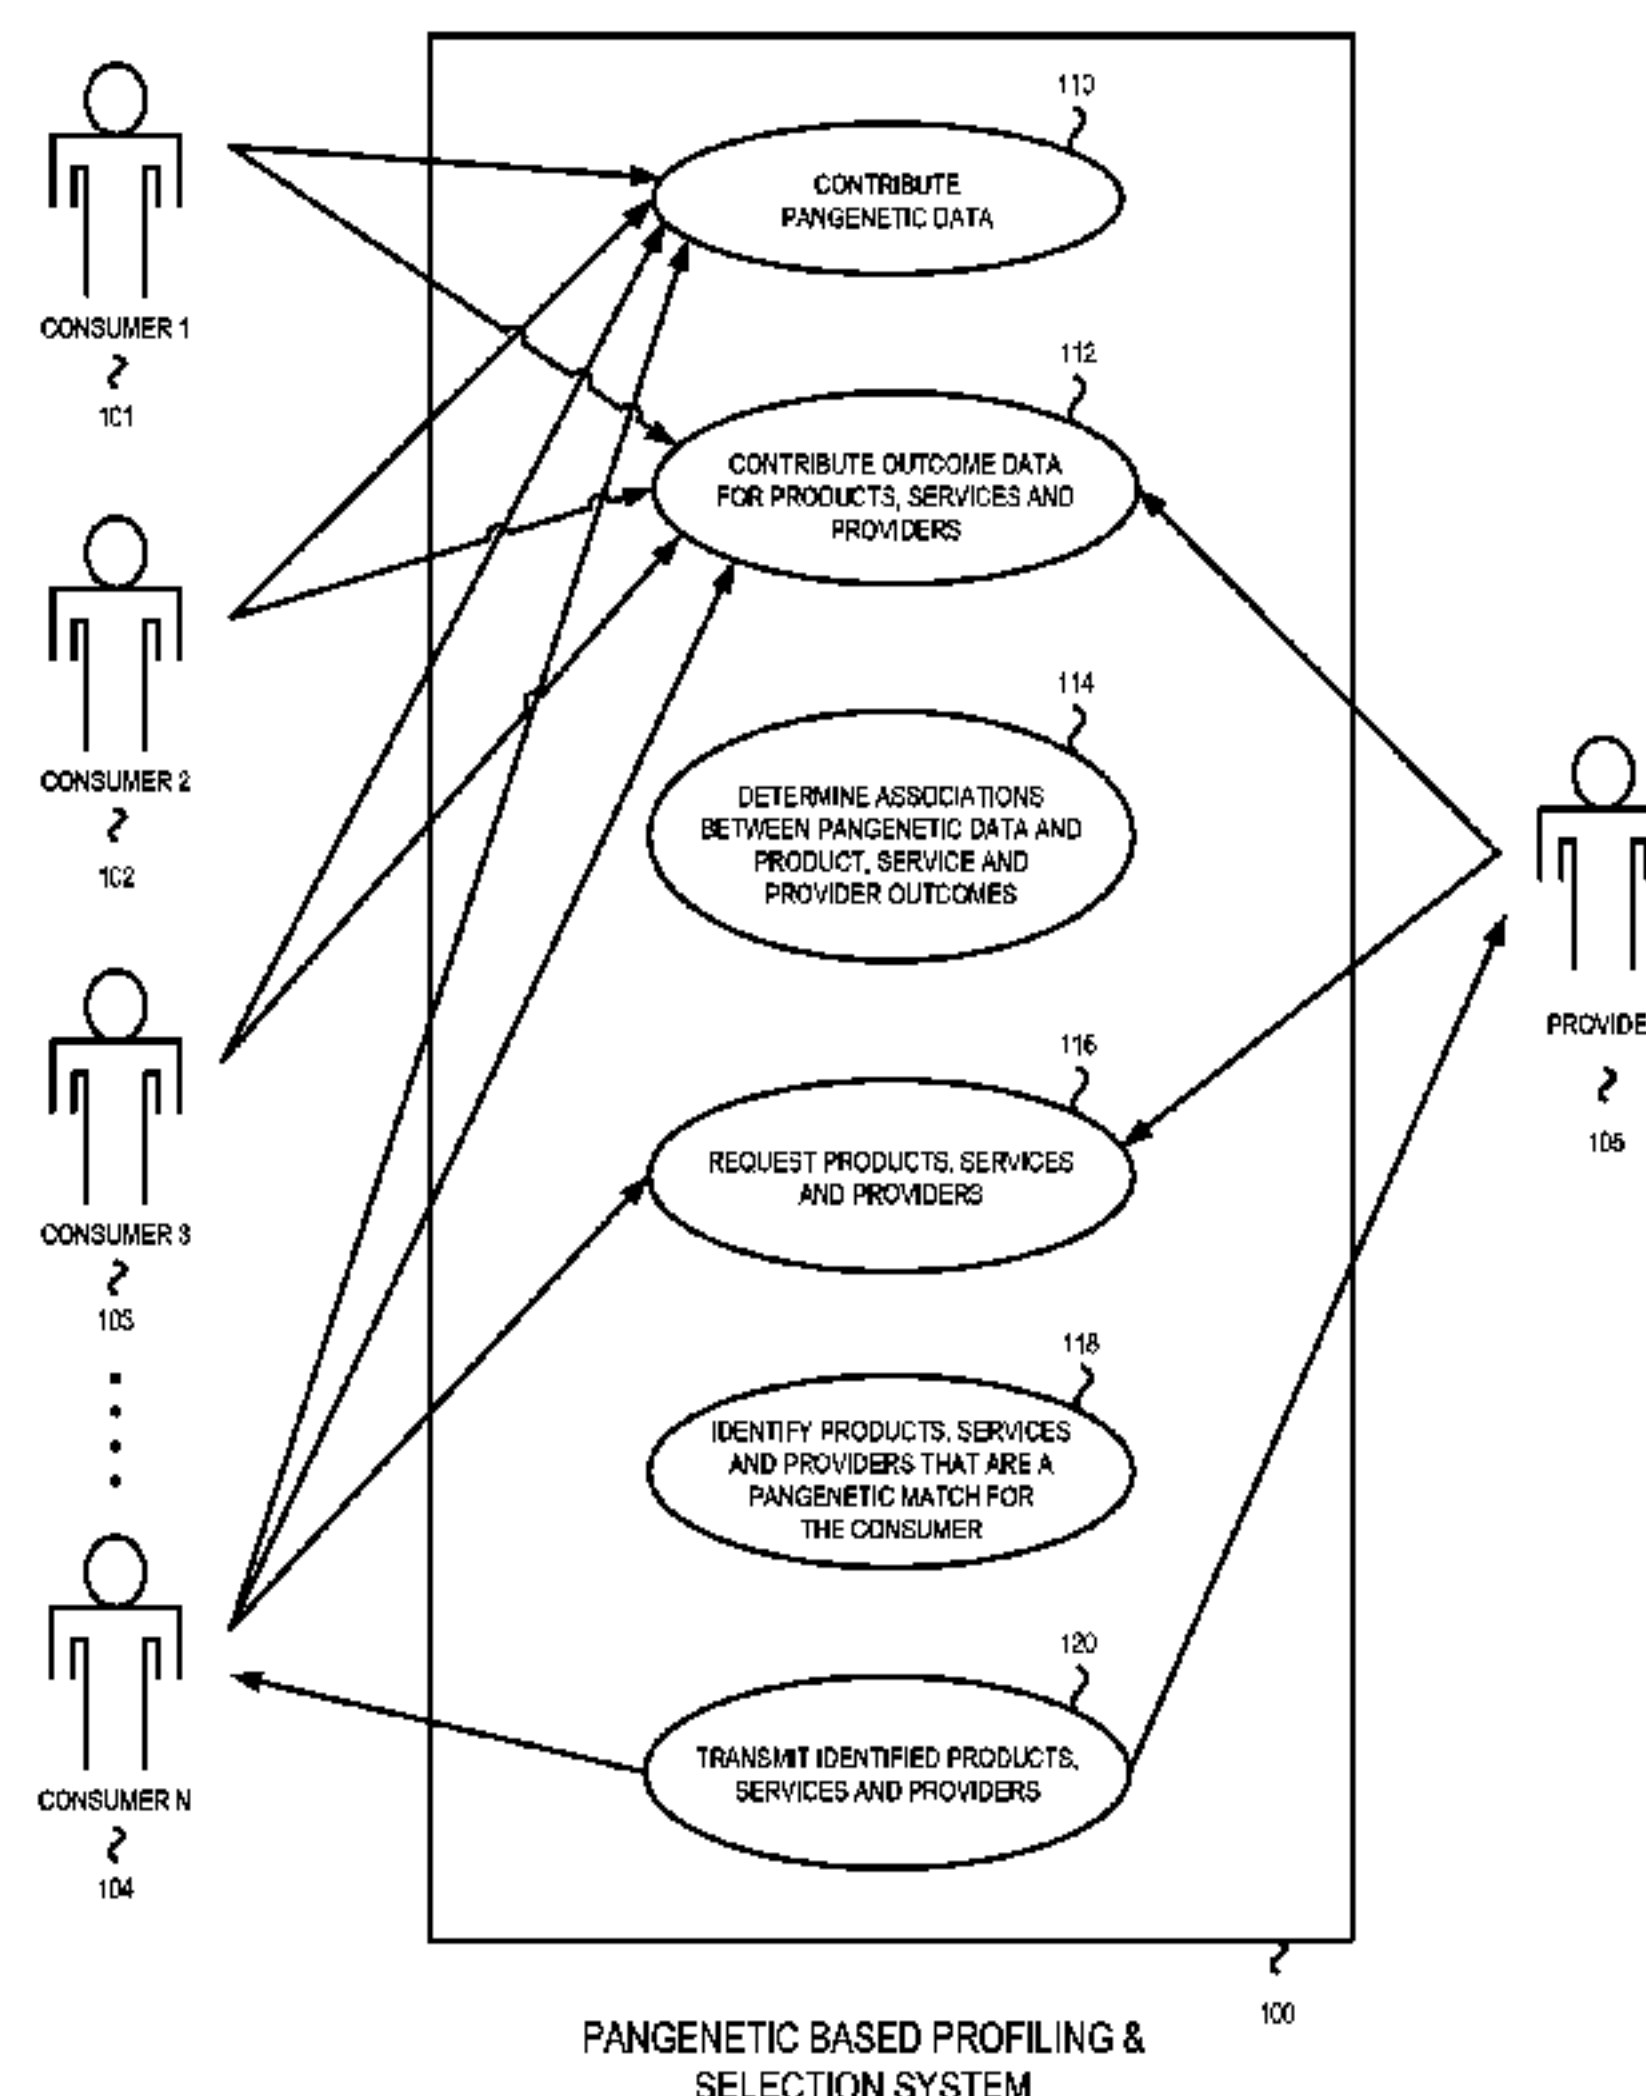 110
CONTRIBUTE
PANGENETIC DATA
CONSUMER 1
101
112
CONTRIBUTE OUTCOME DATA
FOR PRODUCTS, SERVICES AND
PROVIDERS
CONSUMER 2
102
114
DETERMINE ASSOCIATIONS
BETWEEN PANGENETIC DATA AND
PRODUCT, SERVICE AND
PROVIDER OUTCOMES
PROVIDE
105
116
REQUEST PRODUCTS, SERVICES
AND PROVIDERS
CONSUMER 3
103
118
IDENTIFY PRODUCTS, SERVICES
AND PROVIDERS THAT ARE A
PANGENETIC MATCH FOR
THE CONSUMER
120
TRANSMIT IDENTIFIED PRODUCTS,
SERVICES AND PROVIDERS
CONSUMER N
104
100
PANGENETIC BASED PROFILING &
SELECTION SYSTEM